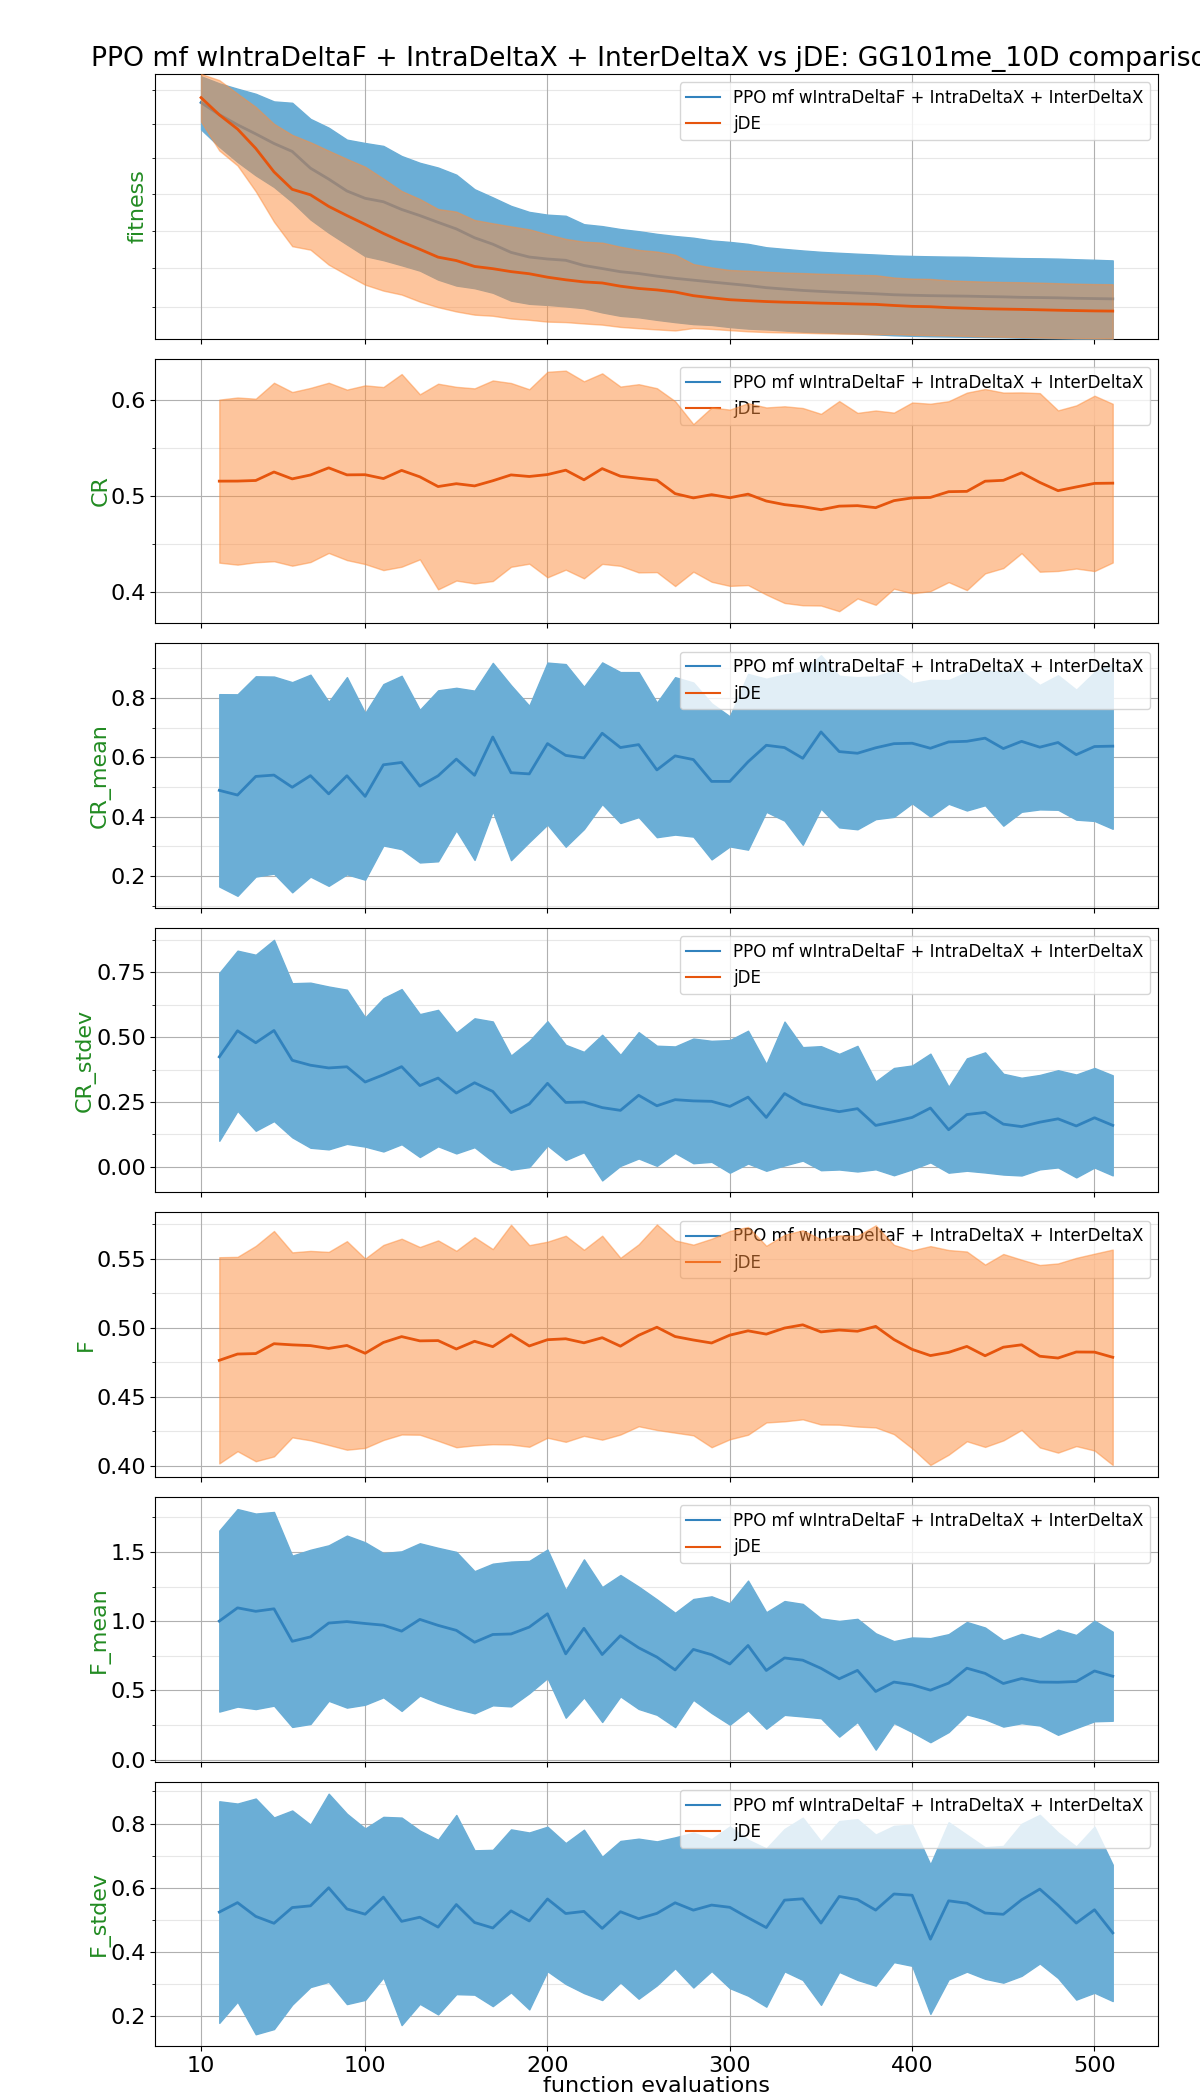 PPO mf wIntraDeltaF + IntraDeltaX + InterDeltaX vs jDE: GG101me_10D comparisc
PPO mf wIntraDeltaF + IntraDeltaX + InterDeltaX
jDE
fitness
PPO mf wIntraDeltaF + IntraDeltaX + InterDeltaX
jDE
0.6
0.5
0.4
CR
PPO mf wIntraDeltaF + IntraDeltaX + InterDeltaX
jDE
0.8
0.6
0.4
0.2
CR_mean
PPO mf wIntraDeltaF + IntraDeltaX + InterDeltaX
jDE
0.75
0.50
0.25
0.00
CR_stdev
PPO mf wIntraDeltaF + IntraDeltaX + InterDeltaX
jDE
0.55
0.50
0.45
0.40
F
PPO mf wIntraDeltaF + IntraDeltaX + InterDeltaX
jDE
1.5
1.0
0.5
0.0
F_mean
PPO mf wIntraDeltaF + IntraDeltaX + InterDeltaX
jDE
0.8
0.6
0.4
0.2
F_stdev
10 100 200 300 400 500
function evaluations